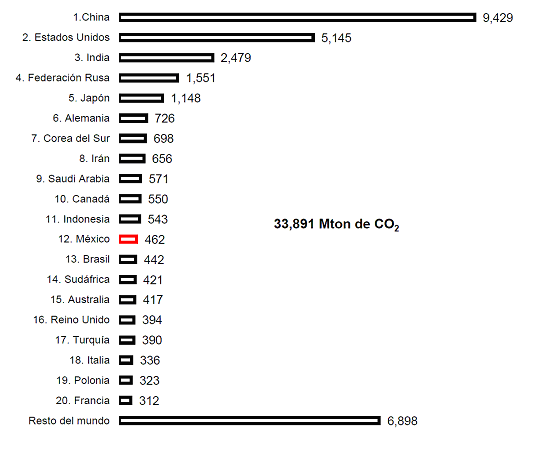 1.China 9,429
2. Estados Unidos 5,145
3. India 2,479
4. Federación Rusa 1,551
5. Japón 1,148
6. Alemania 726
7. Corea del Sur 698
8. Irán 656
9. Saudi Arabia 571
10. Canadá 550
11. Indonesia 543
33,891 Mton de CO2
12. México 462
13. Brasil 442
14. Sudáfrica 421
15. Australia 417
16. Reino Unido 394
17. Turquía 390
18. Italia 336
19. Polonia 323
20. Francia 312
Resto del mundo 6,898